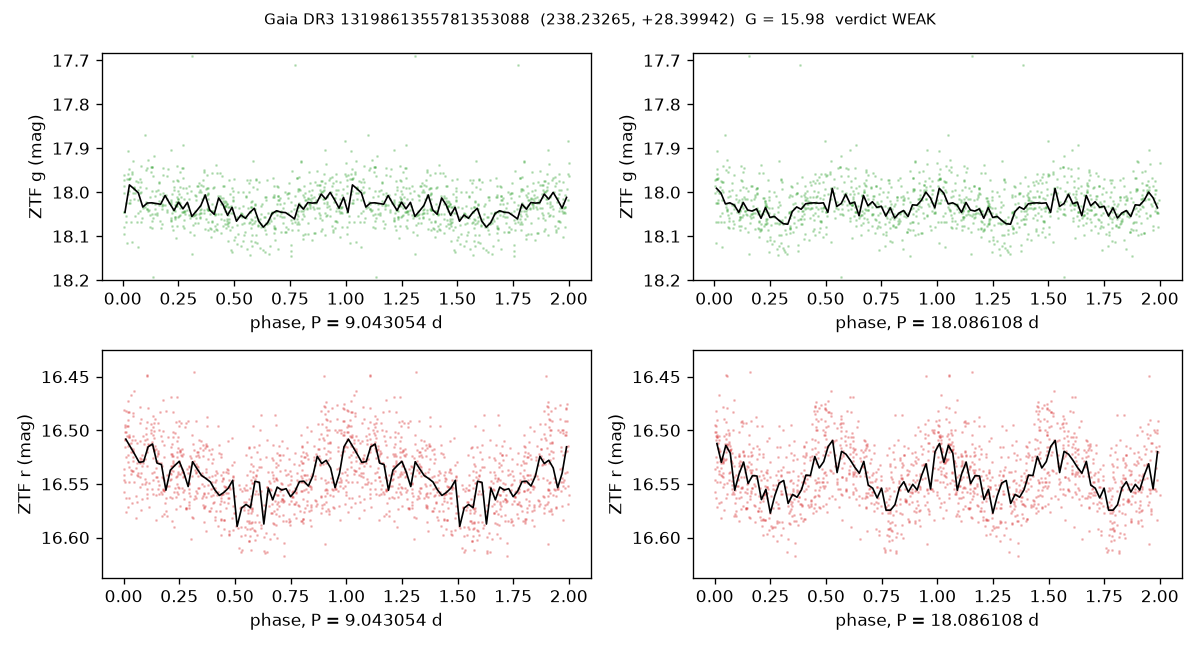 Gaia DR3 1319861355781353088 (238.23265, +28.39942) G = 15.98 verdict WEAK
ZTF g (mag)
17.7
17.8
17.9
18.0
18.1
18.2
0.00 0.25 0.50 0.75 1.00 1.25 1.50 1.75 2.00
phase, P = 9.043054 d
ZTF g (mag)
17.7
17.8
17.9
18.0
18.1
18.2
0.00 0.25 0.50 0.75 1.00 1.25 1.50 1.75 2.00
phase, P = 18.086108 d
ZTF r (mag)
16.45
16.50
16.55
16.60
0.00 0.25 0.50 0.75 1.00 1.25 1.50 1.75 2.00
phase, P = 9.043054 d
ZTF r (mag)
16.45
16.50
16.55
16.60
0.00 0.25 0.50 0.75 1.00 1.25 1.50 1.75 2.00
phase, P = 18.086108 d